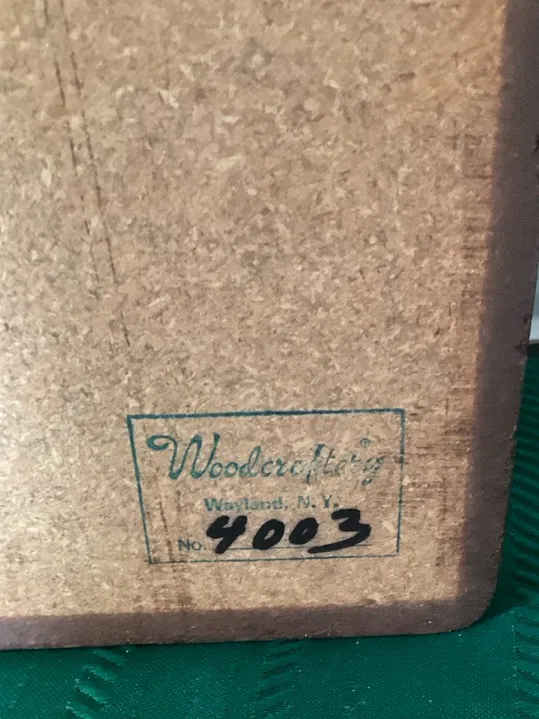 Woodcraftery
Wayland, N. Y.
No. 4003